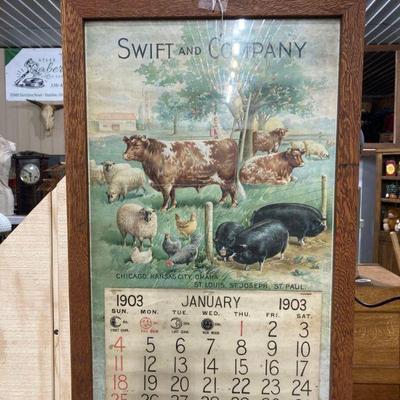 SWIFT AND COMPANY
CHICAGO, KANSAS CITY, OMAHA,
ST. LOUIS, ST. JOSEPH, ST. PAUL.
1903 JANUARY 1903
SUN. MON. TUE. WED. THU. FRI. SAT.
1 2 3
4 5 6 7 8 9 10
11 12 13 14 15 16 17
18 19 20 21 22 23 24
25